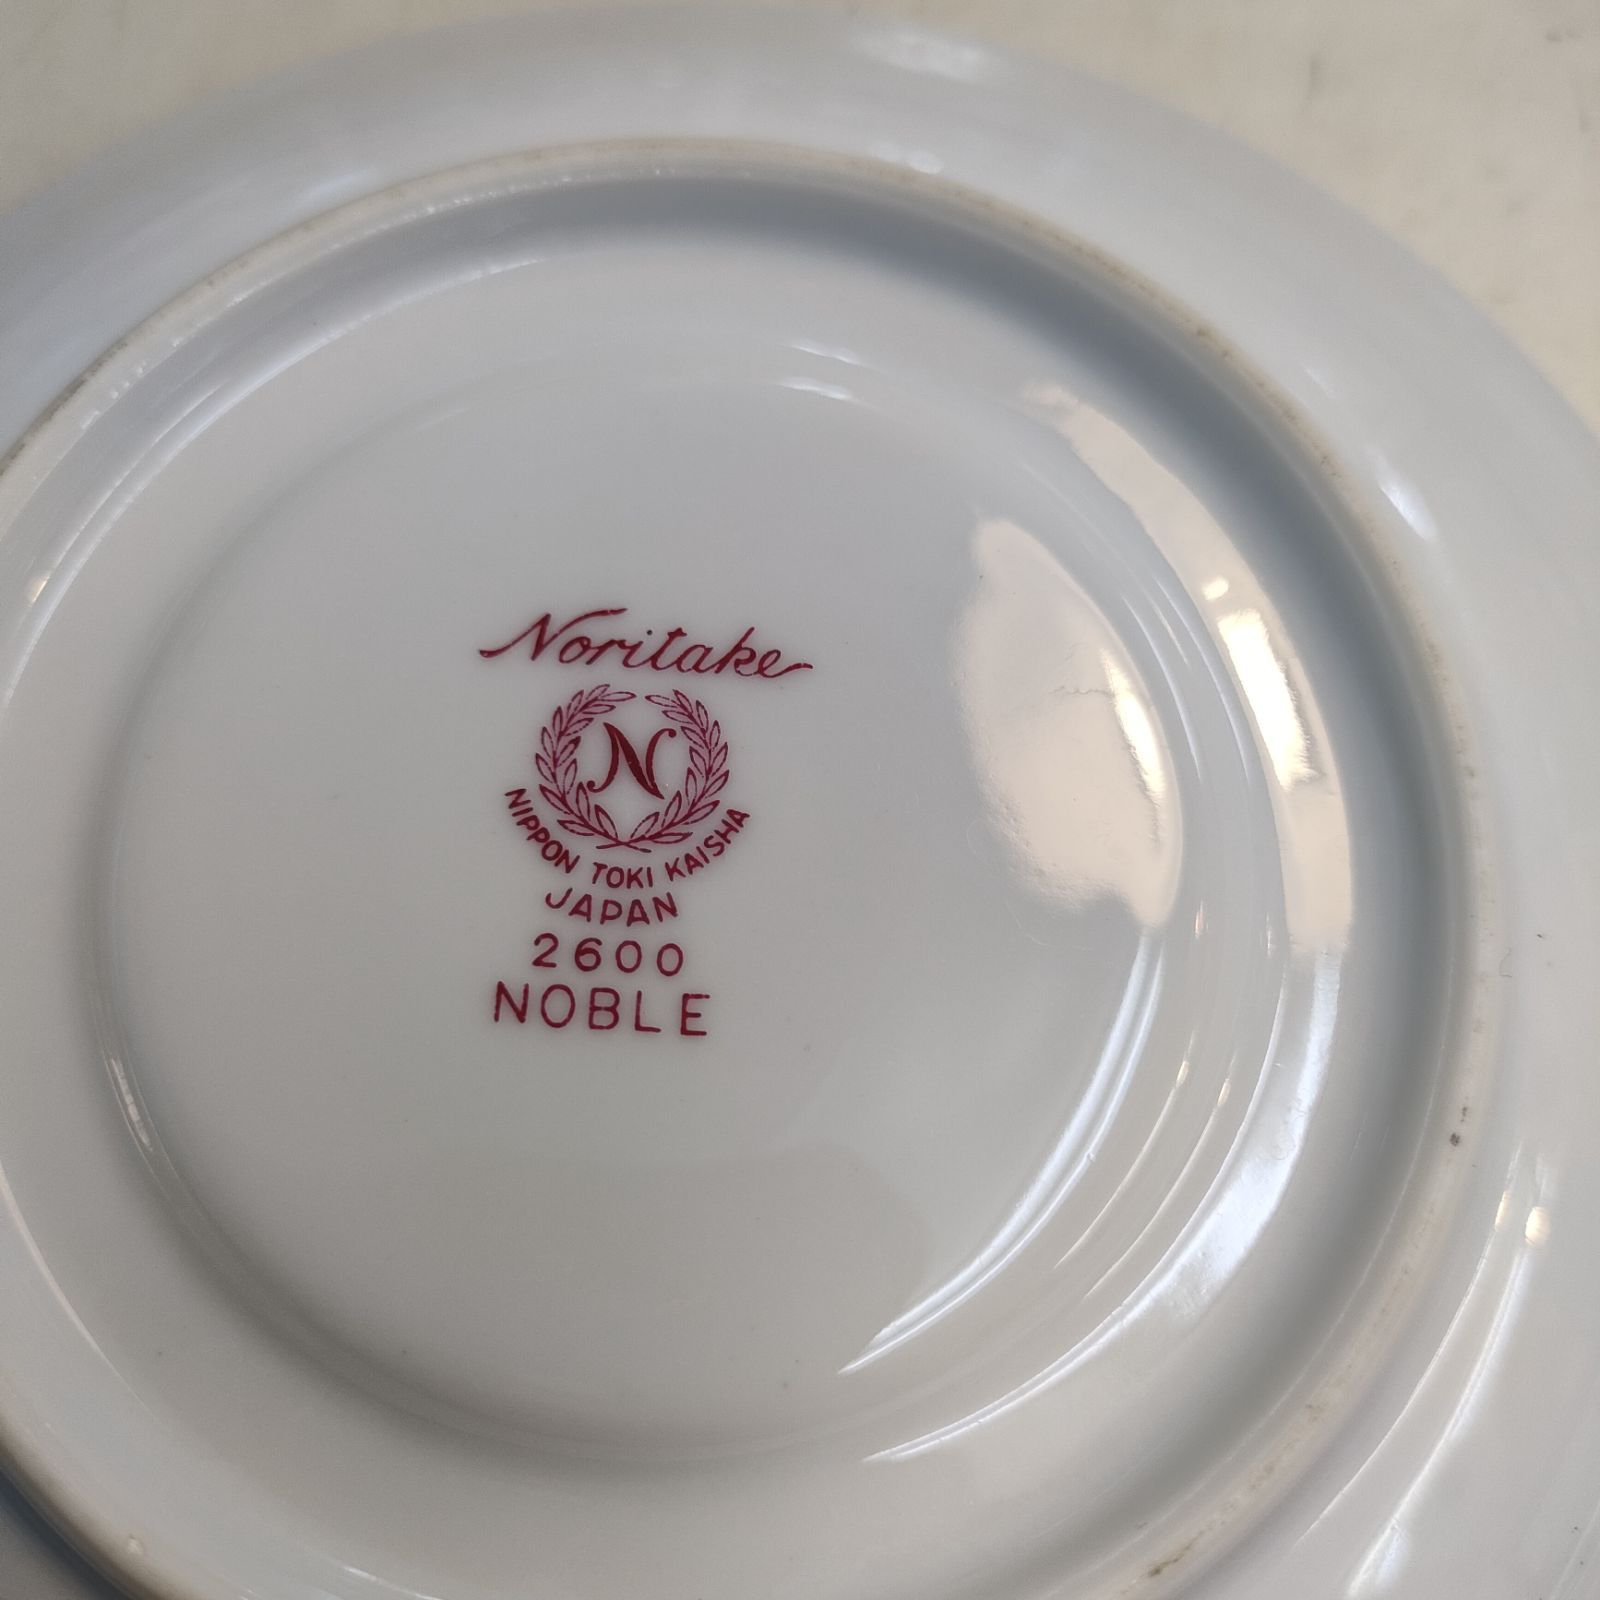 Noritake
N
NIPPON TOKI KAISHA
JAPAN
2600
NOBLE